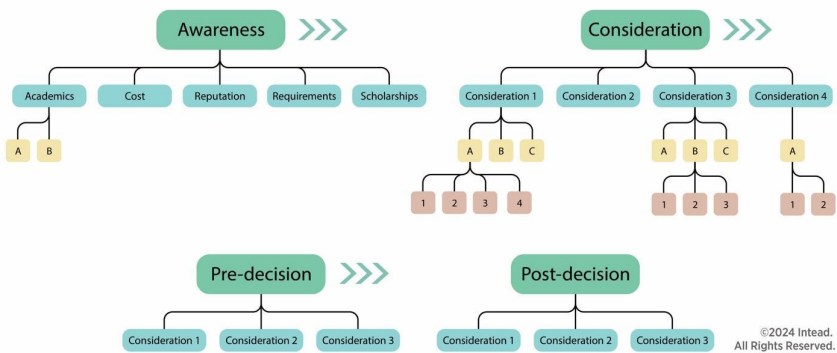 Awareness
Consideration
Academics
Cost
Reputation
Requirements
Scholarships
Consideration 1
Consideration 2
Consideration 3
Consideration 4
A
B
A
B
C
A
B
C
A
1
2
3
4
1
2
3
1
2
Pre-decision
Post-decision
Consideration 1
Consideration 2
Consideration 3
Consideration 1
Consideration 2
Consideration 3
©2024 Intead.
All Rights Reserved.